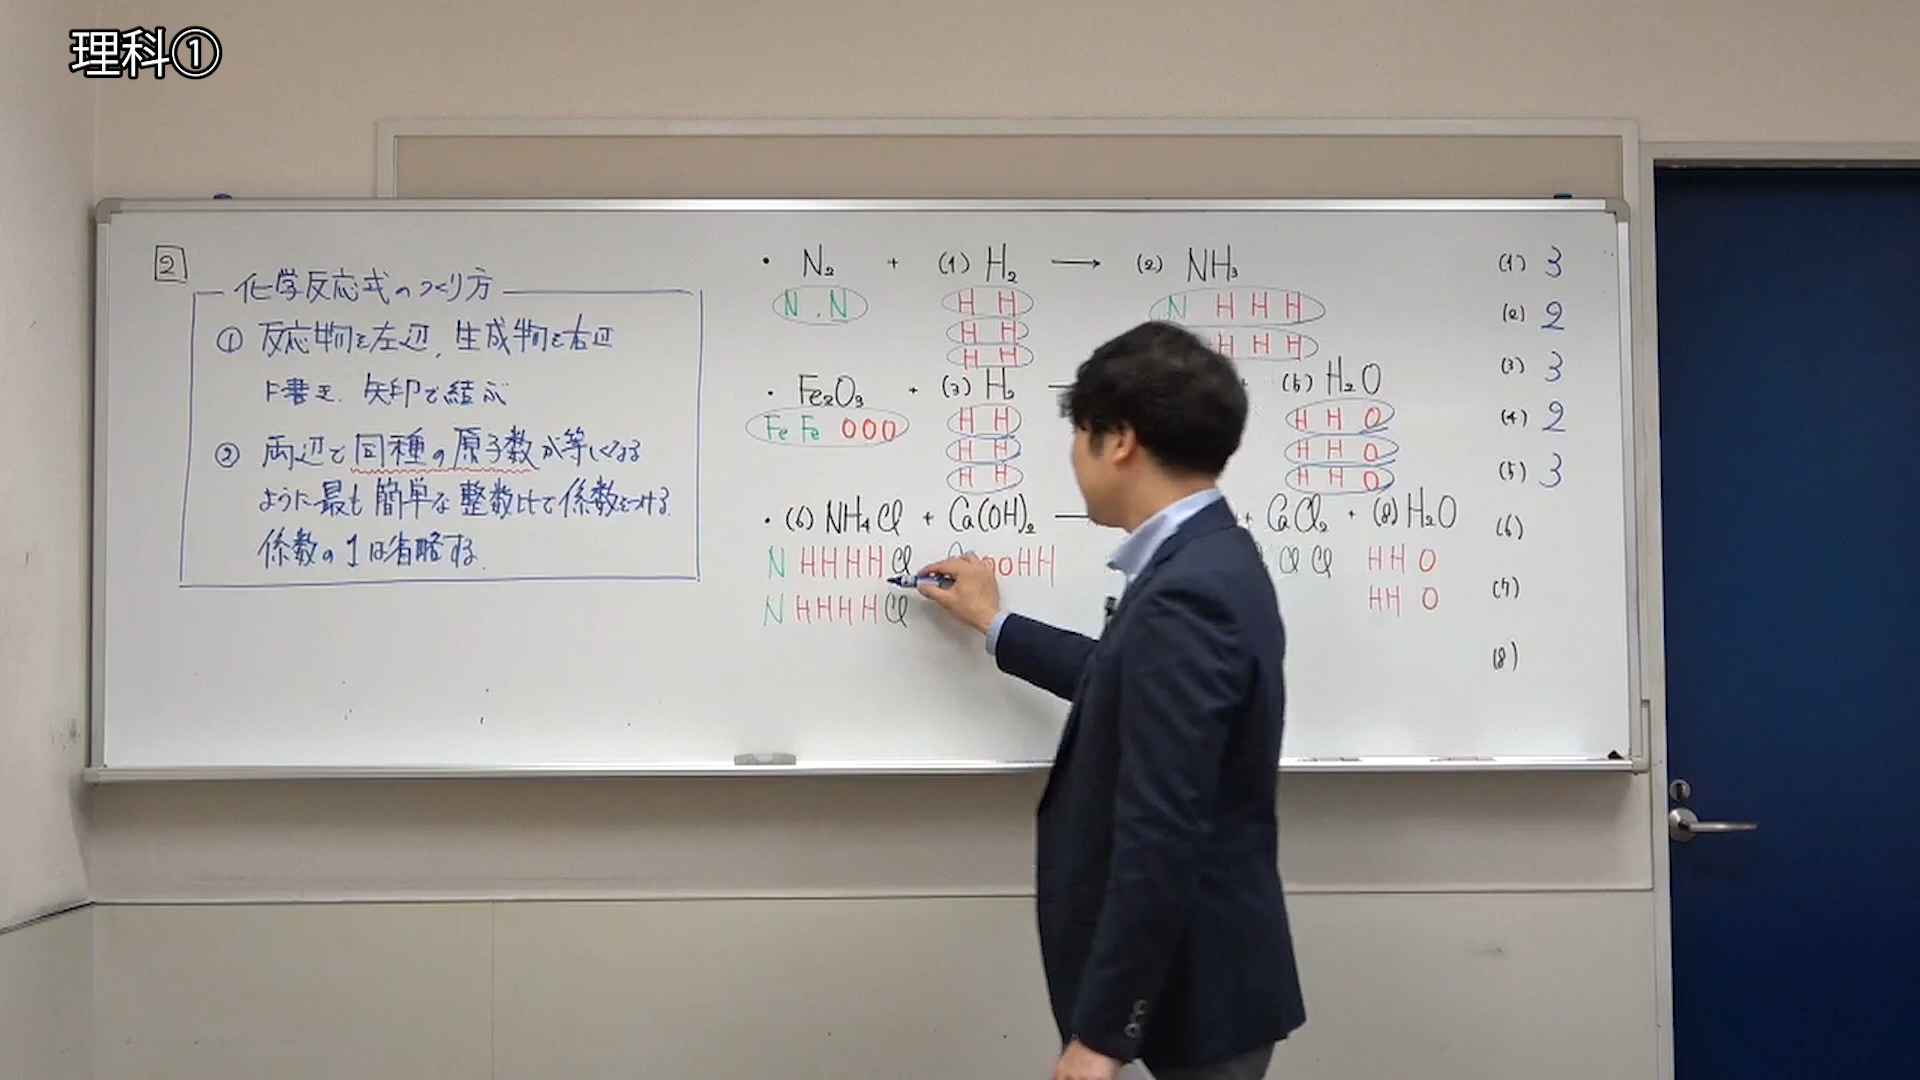 理科①
2
化学反応式のつくり方
① 反応物を左辺、生成物を右辺
に書き、矢印で結ぶ
② 両辺で同種の原子数が等しくなる
ように最も簡単な整数比で係数をつける
係数の1は省略する.
・ N₂ + (1) H₂ → (2) NH₃
N N H H N H H H
H H H H H
H H
・ Fe₂O₃ + (3) H₂ + (5) H₂O
Fe Fe O O O H H H H O
H H H H O
H H H H O
・ (6) NH₄Cl + Ca(OH)₂ + CaCl₂ + (8) H₂O
N H H H H Cl O H H Cl Cl H H O
N H H H H Cl H H O
(1) 3
(2) 2
(3) 3
(4) 2
(5) 3
(6)
(7)
(8)